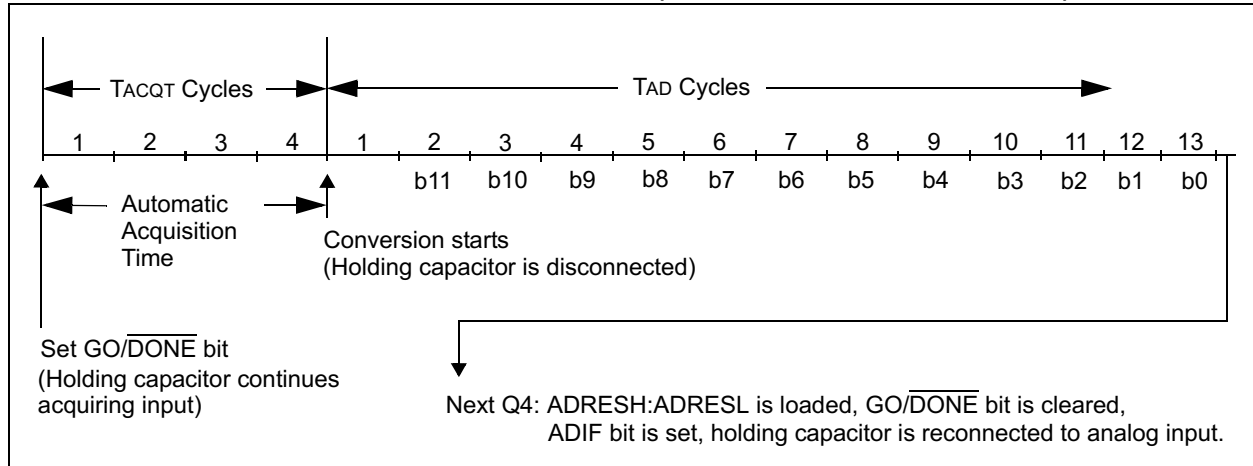 TACQT Cycles
TAD Cycles
1 2 3 4 1 2 3 4 5 6 7 8 9 10 11 12 13
b11 b10 b9 b8 b7 b6 b5 b4 b3 b2 b1 b0
Automatic
Acquisition
Time
Conversion starts
(Holding capacitor is disconnected)
Set GO/DONE bit
(Holding capacitor continues
acquiring input)
Next Q4: ADRESH:ADRESL is loaded, GO/DONE bit is cleared,
ADIF bit is set, holding capacitor is reconnected to analog input.